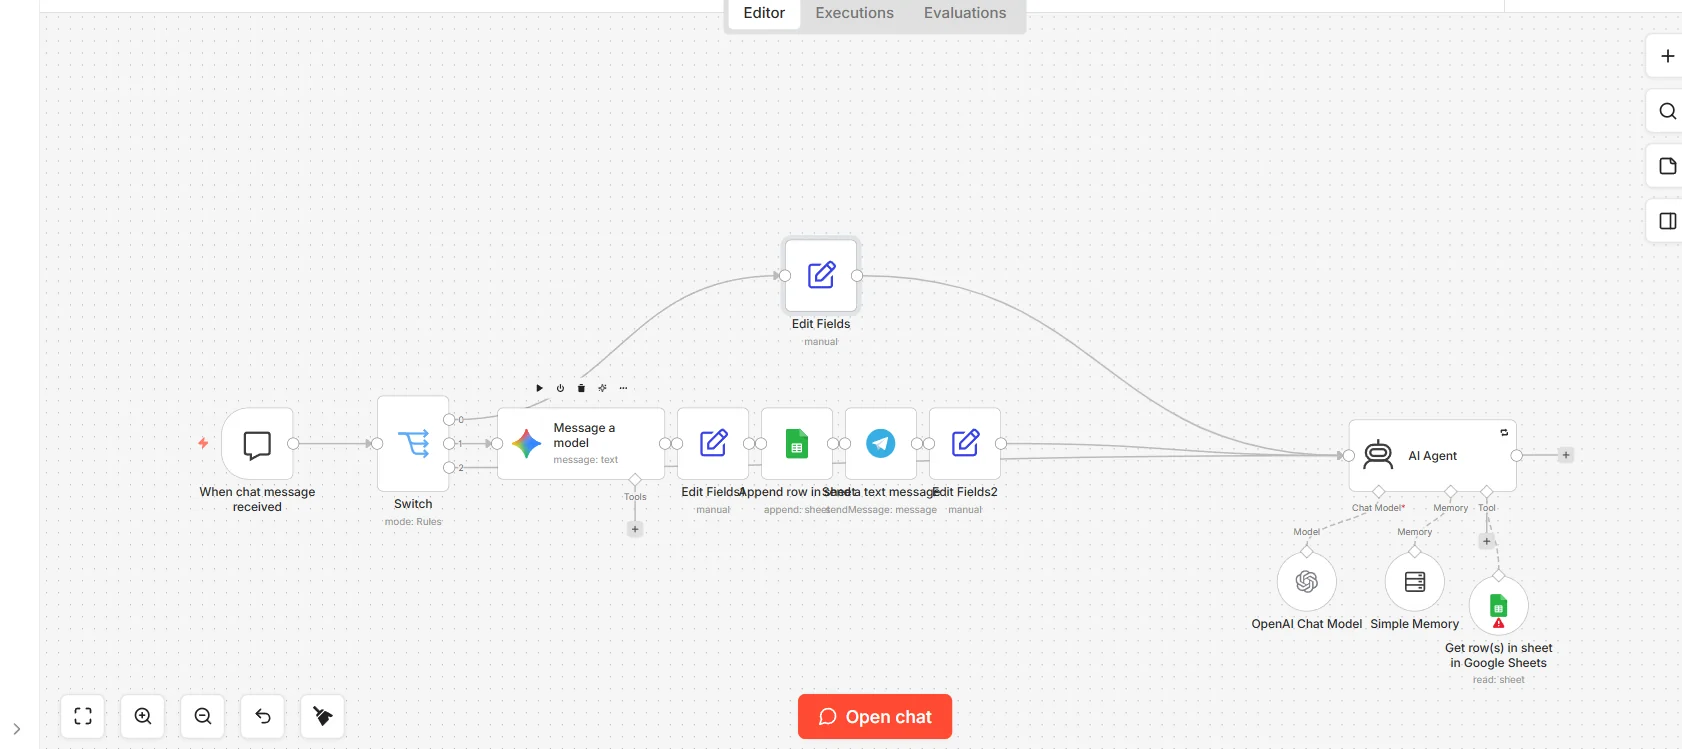 Editor Executions Evaluations
Edit Fields
manual
0
1
2
Message a
model
message: text
Tools
When chat message
received
Switch
mode: Rules
Edit Fields1
manual
Append row in sheet
append: sheet
Send a text message
sendMessage: message
Edit Fields2
manual
AI Agent
Chat Model*
Memory
Tool
Model
Memory
OpenAI Chat Model
Simple Memory
Get row(s) in sheet
in Google Sheets
read: sheet
Open chat